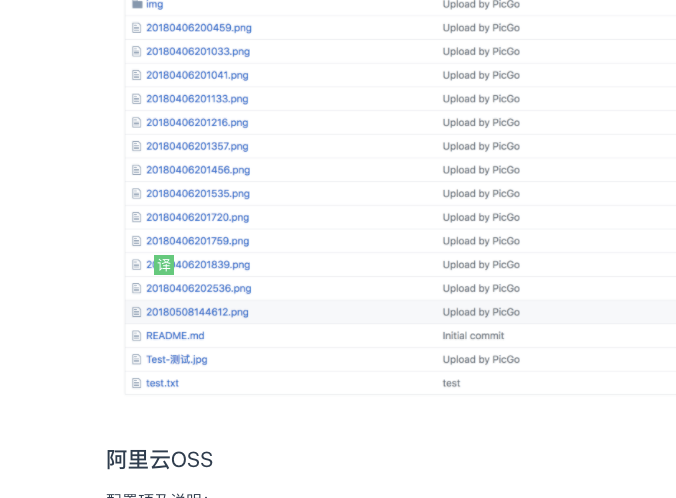 img Upload by PicGo
20180406200459.png Upload by PicGo
20180406201033.png Upload by PicGo
20180406201041.png Upload by PicGo
20180406201133.png Upload by PicGo
20180406201216.png Upload by PicGo
20180406201357.png Upload by PicGo
20180406201456.png Upload by PicGo
20180406201535.png Upload by PicGo
20180406201720.png Upload by PicGo
20180406201759.png Upload by PicGo
译 0406201839.png Upload by PicGo
20180406202536.png Upload by PicGo
20180508144612.png Upload by PicGo
README.md Initial commit
Test-测试.jpg Upload by PicGo
test.txt test
阿里云OSS